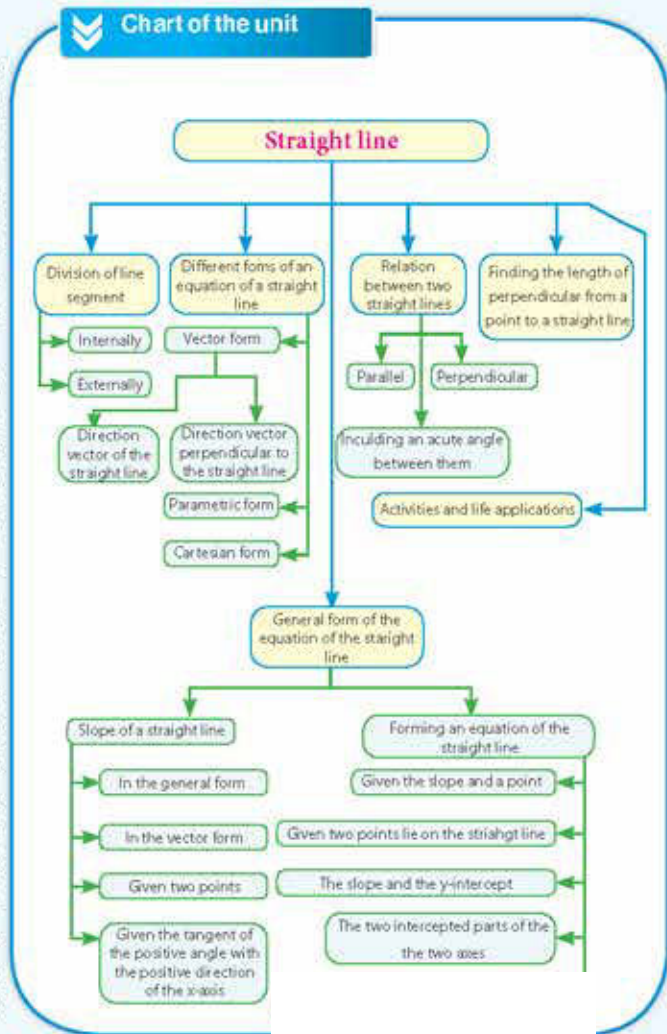 Chart of the unit
Straight line
Division of line
segment
Different foms of an
equation of a straight
line
Relation
between two
straight lines
Finding the length of
perpendicular from a
point to a straight line
Internally
Externally
Vector form
Direction
vector of the
straight line
Direction vector
perpendicular to
the straight line
Parametric form
Cartesian form
Parallel
Perpendicular
Inculding an acute angle
between them
Activities and life applications
General form of the
equation of the staright
line
Slope of a straight line
In the general form
In the vector form
Given two points
Given the tangent of
the positive angle with
the positive direction
of the x-axis
Forming an equation of the
straight line
Given the slope and a point
Given two points lie on the striahgt line
The slope and the y-intercept
The two intercepted parts of the
the two axes